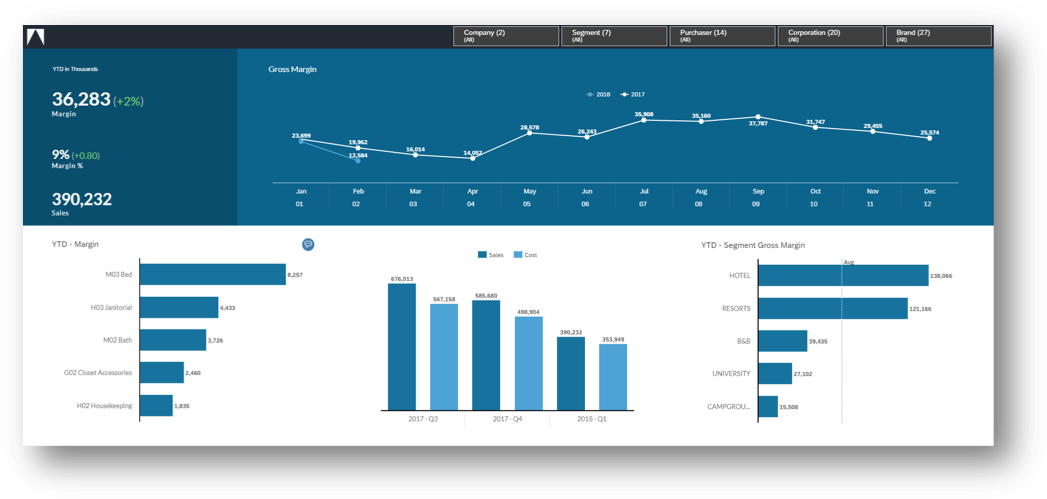 Company (2)
(All)
Segment (7)
(All)
Purchaser (14)
(All)
Corporation (20)
(All)
Brand (27)
(All)
YTD in Thousands
36,283 (+2%)
Margin
9% (+0.80)
Margin %
390,232
Sales
Gross Margin
2018 2017
23,699
19,962
12,584
16,014
14,052
28,578
26,243
35,908
35,160
37,787
31,747
29,455
25,574
Jan Feb Mar Apr May Jun Jul Aug Sep Oct Nov Dec
01 02 03 04 05 06 07 08 09 10 11 12
YTD - Margin
M03 Bed 8,257
H03 Janitorial 4,433
M02 Bath 3,726
G02 Closet Accessories 2,460
H02 Housekeeping 1,835
Sales Cost
676,013
567,158
585,680
498,904
390,232
353,949
2017 - Q3 2017 - Q4 2018 - Q1
YTD - Segment Gross Margin
Avg
HOTEL 138,066
RESORTS 121,166
B&B 39,435
UNIVERSITY 27,102
CAMPGROU... 15,508